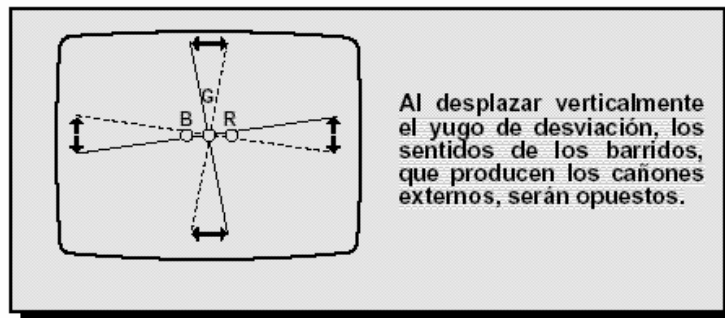 G
B R
Al desplazar verticalmente
el yugo de desviación, los
sentidos de los barridos,
que producen los cañones
externos, serán opuestos.